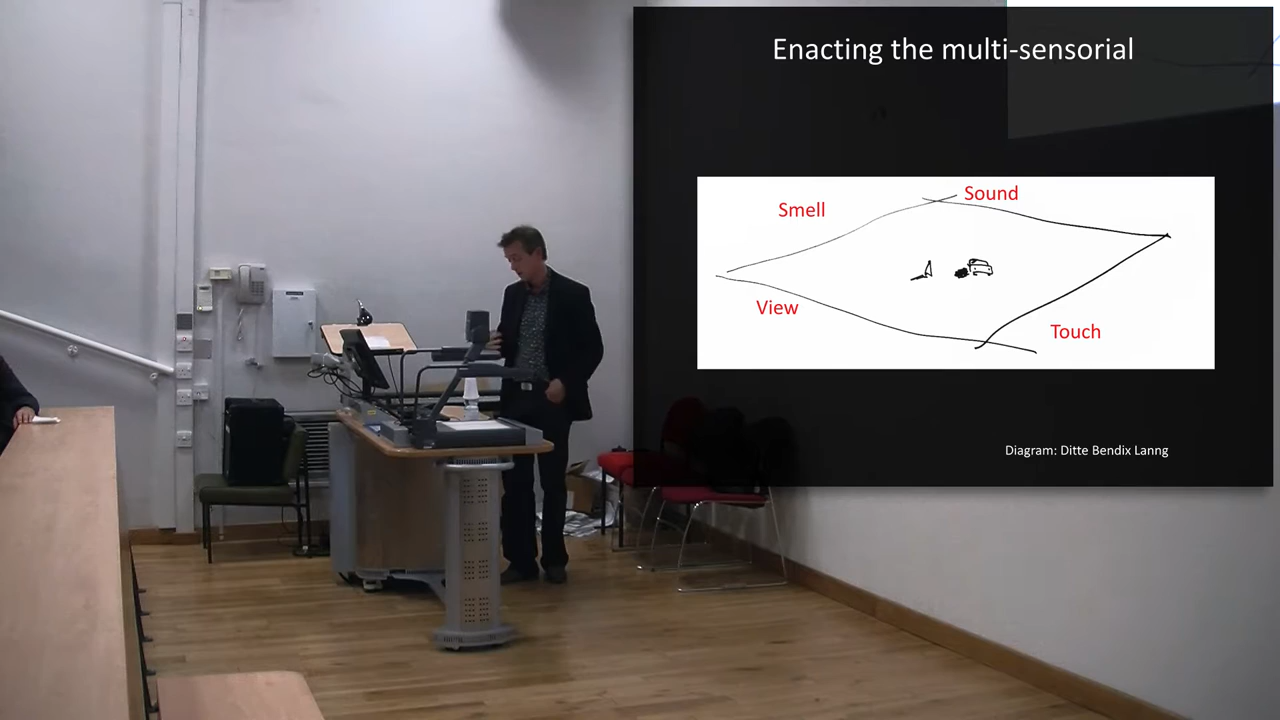 Enacting the multi-sensorial
Smell
Sound
View
Touch
Diagram: Ditte Bendix Lanng